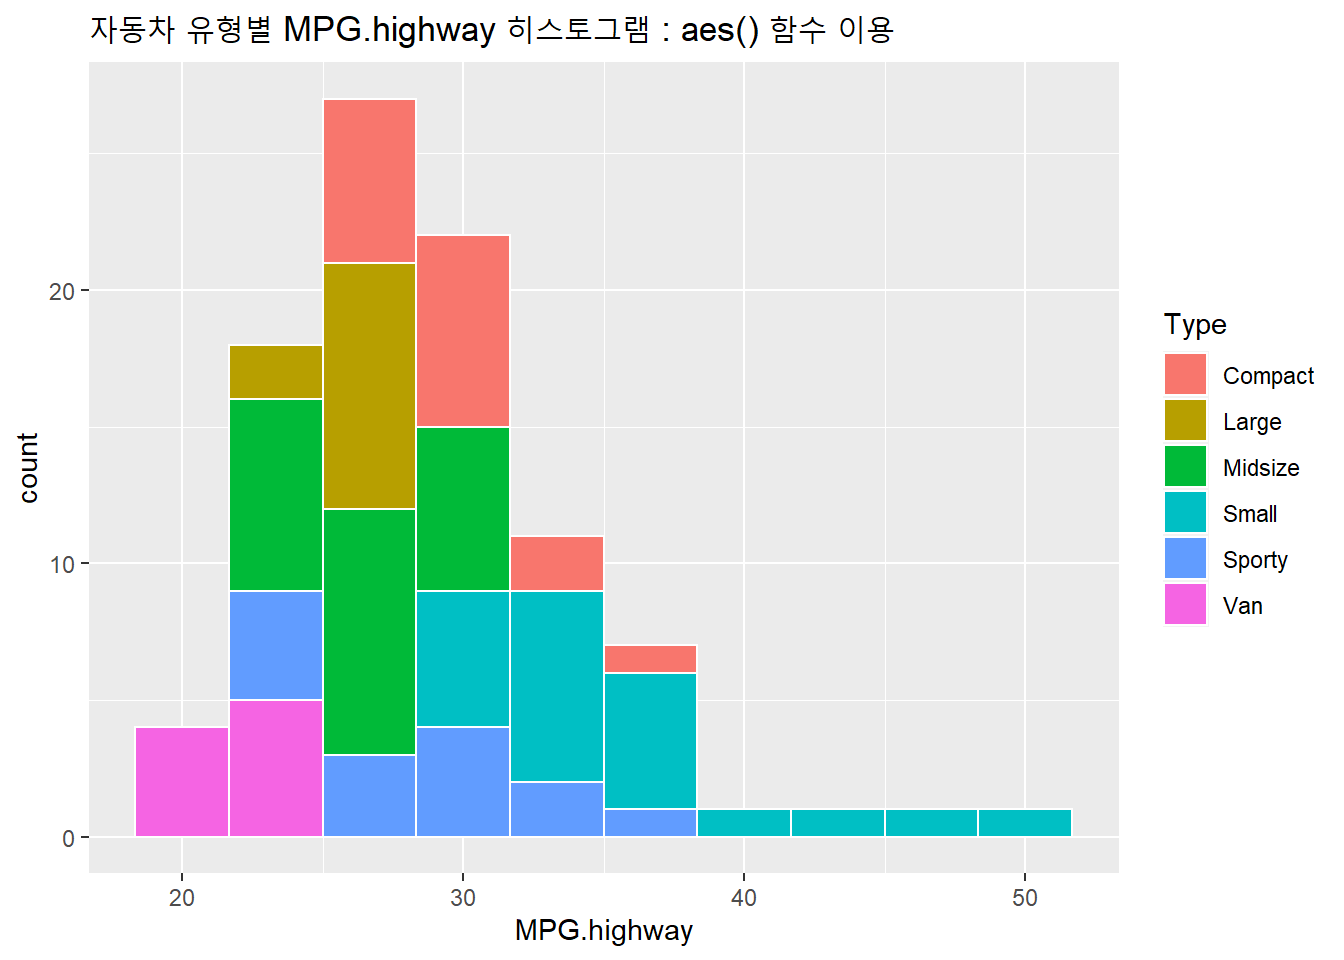 자동차 유형별 MPG.highway 히스토그램 : aes() 함수 이용
count
20
10
0
20 30 40 50
MPG.highway
Type
Compact
Large
Midsize
Small
Sporty
Van